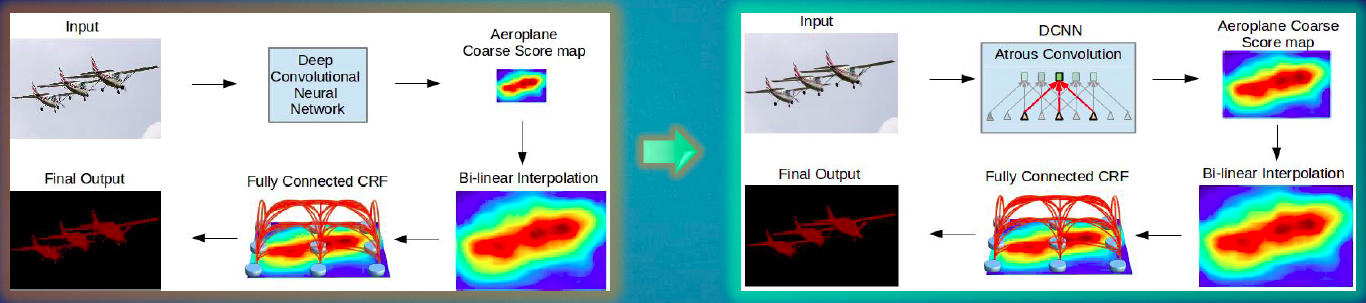 Input
Deep
Convolutional
Neural
Network
Aeroplane
Coarse Score map
Final Output
Fully Connected CRF
Bi-linear Interpolation
Input
DCNN
Atrous Convolution
Aeroplane Coarse
Score map
Final Output
Fully Connected CRF
Bi-linear Interpolation